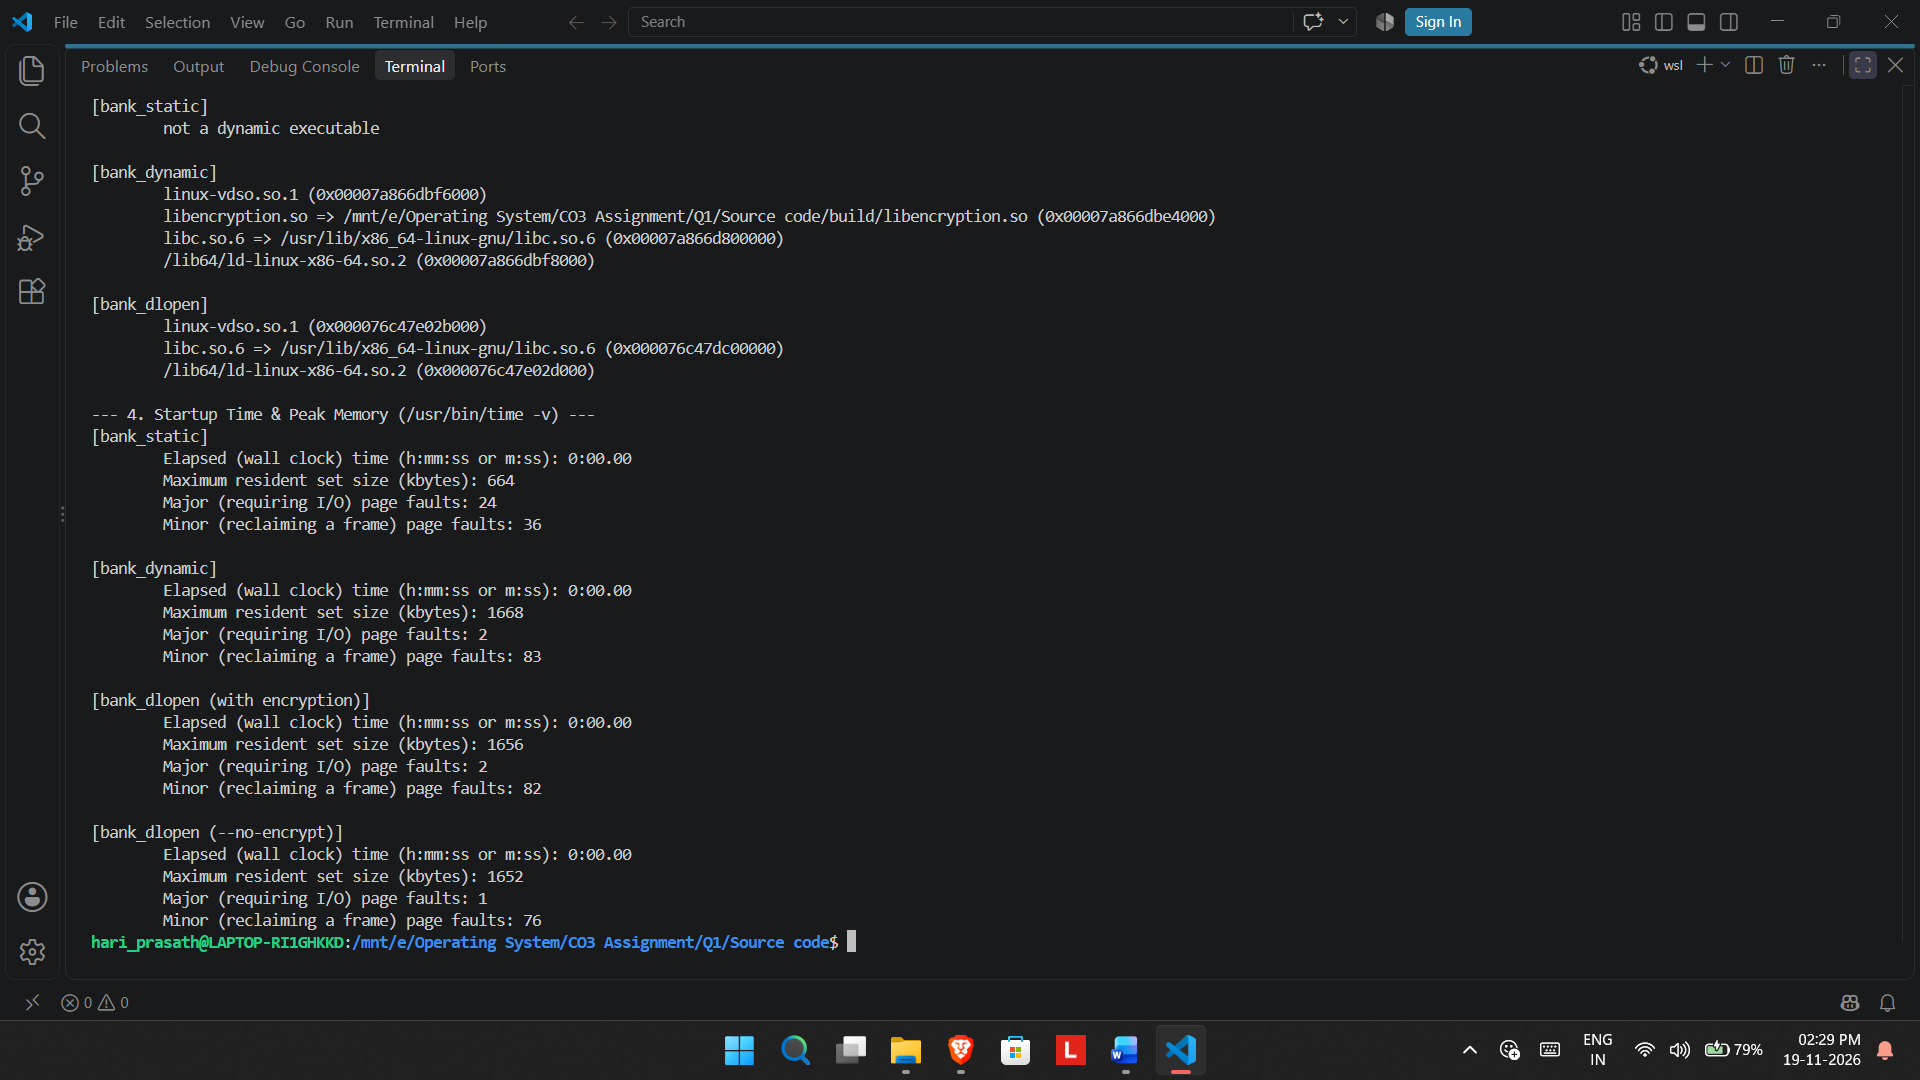 File Edit Selection View Go Run Terminal Help
Search
Sign In
Problems Output Debug Console Terminal Ports
wsl
[bank_static]
not a dynamic executable
[bank_dynamic]
linux-vdso.so.1 (0x00007a866dbf6000)
libencryption.so => /mnt/e/Operating System/CO3 Assignment/Q1/Source code/build/libencryption.so (0x00007a866dbe4000)
libc.so.6 => /usr/lib/x86_64-linux-gnu/libc.so.6 (0x00007a866d800000)
/lib64/ld-linux-x86-64.so.2 (0x00007a866dbf8000)
[bank_dlopen]
linux-vdso.so.1 (0x000076c47e02b000)
libc.so.6 => /usr/lib/x86_64-linux-gnu/libc.so.6 (0x000076c47dc00000)
/lib64/ld-linux-x86-64.so.2 (0x000076c47e02d000)
--- 4. Startup Time & Peak Memory (/usr/bin/time -v) ---
[bank_static]
Elapsed (wall clock) time (h:mm:ss or m:ss): 0:00.00
Maximum resident set size (kbytes): 664
Major (requiring I/O) page faults: 24
Minor (reclaiming a frame) page faults: 36
[bank_dynamic]
Elapsed (wall clock) time (h:mm:ss or m:ss): 0:00.00
Maximum resident set size (kbytes): 1668
Major (requiring I/O) page faults: 2
Minor (reclaiming a frame) page faults: 83
[bank_dlopen (with encryption)]
Elapsed (wall clock) time (h:mm:ss or m:ss): 0:00.00
Maximum resident set size (kbytes): 1656
Major (requiring I/O) page faults: 2
Minor (reclaiming a frame) page faults: 82
[bank_dlopen (--no-encrypt)]
Elapsed (wall clock) time (h:mm:ss or m:ss): 0:00.00
Maximum resident set size (kbytes): 1652
Major (requiring I/O) page faults: 1
Minor (reclaiming a frame) page faults: 76
hari_prasath@LAPTOP-RI1GHKKD:/mnt/e/Operating System/CO3 Assignment/Q1/Source code$
0 0
L
W
ENG
IN
79%
02:29 PM
19-11-2026